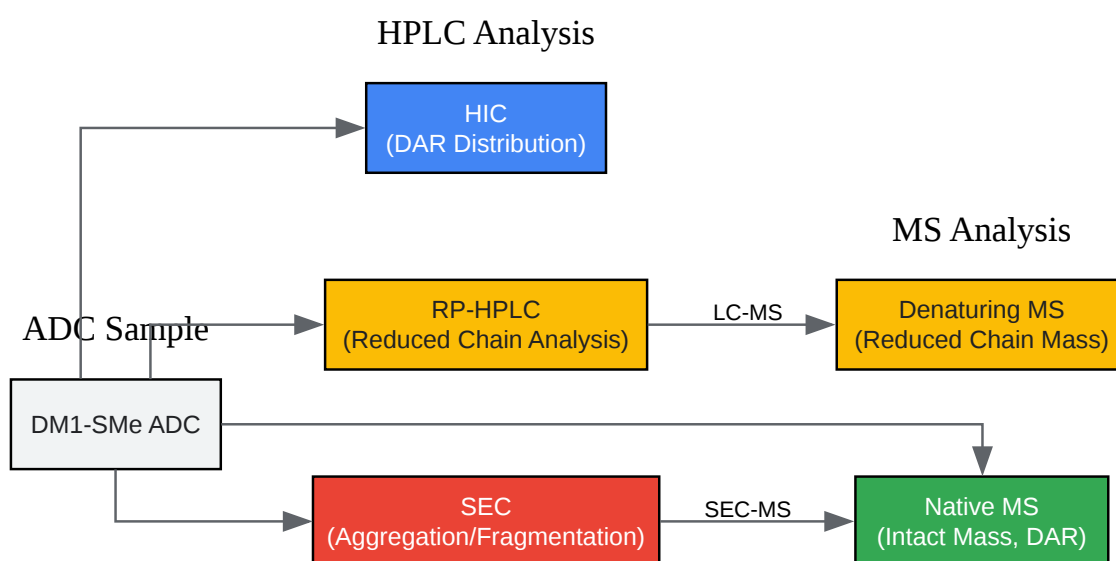 HPLC Analysis
HIC
(DAR Distribution)
MS Analysis
RP-HPLC
(Reduced Chain Analysis)
LC-MS
Denaturing MS
(Reduced Chain Mass)
ADC Sample
DM1-SMe ADC
SEC
(Aggregation/Fragmentation)
SEC-MS
Native MS
(Intact Mass, DAR)